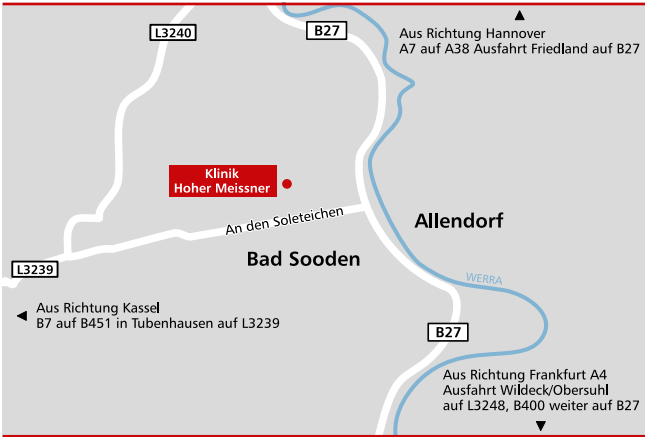 L3240
B27
Aus Richtung Hannover
A7 auf A38 Ausfahrt Friedland auf B27
Klinik
Hoher Meissner
An den Soleteichen
Allendorf
Bad Sooden
L3239
WERRA
Aus Richtung Kassel
B7 auf B451 in Tubenhausen auf L3239
B27
Aus Richtung Frankfurt A4
Ausfahrt Wildeck/Obersuhl
auf L3248, B400 weiter auf B27